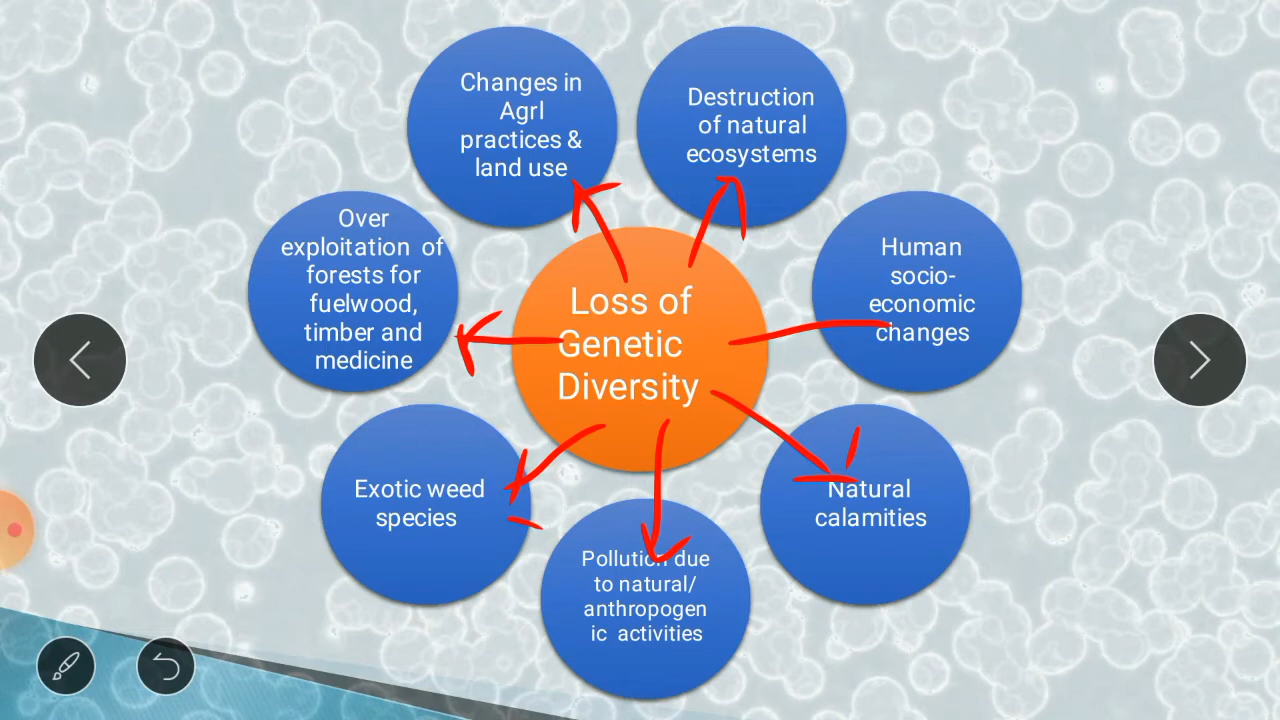 Changes in
Agrl
practices &
land use
Destruction
of natural
ecosystems
Over
exploitation of
forests for
fuelwood,
timber and
medicine
Human
socio-
economic
changes
Loss of
Genetic
Diversity
Exotic weed
species
Natural
calamities
Pollution due
to natural/
anthropogen
ic activities